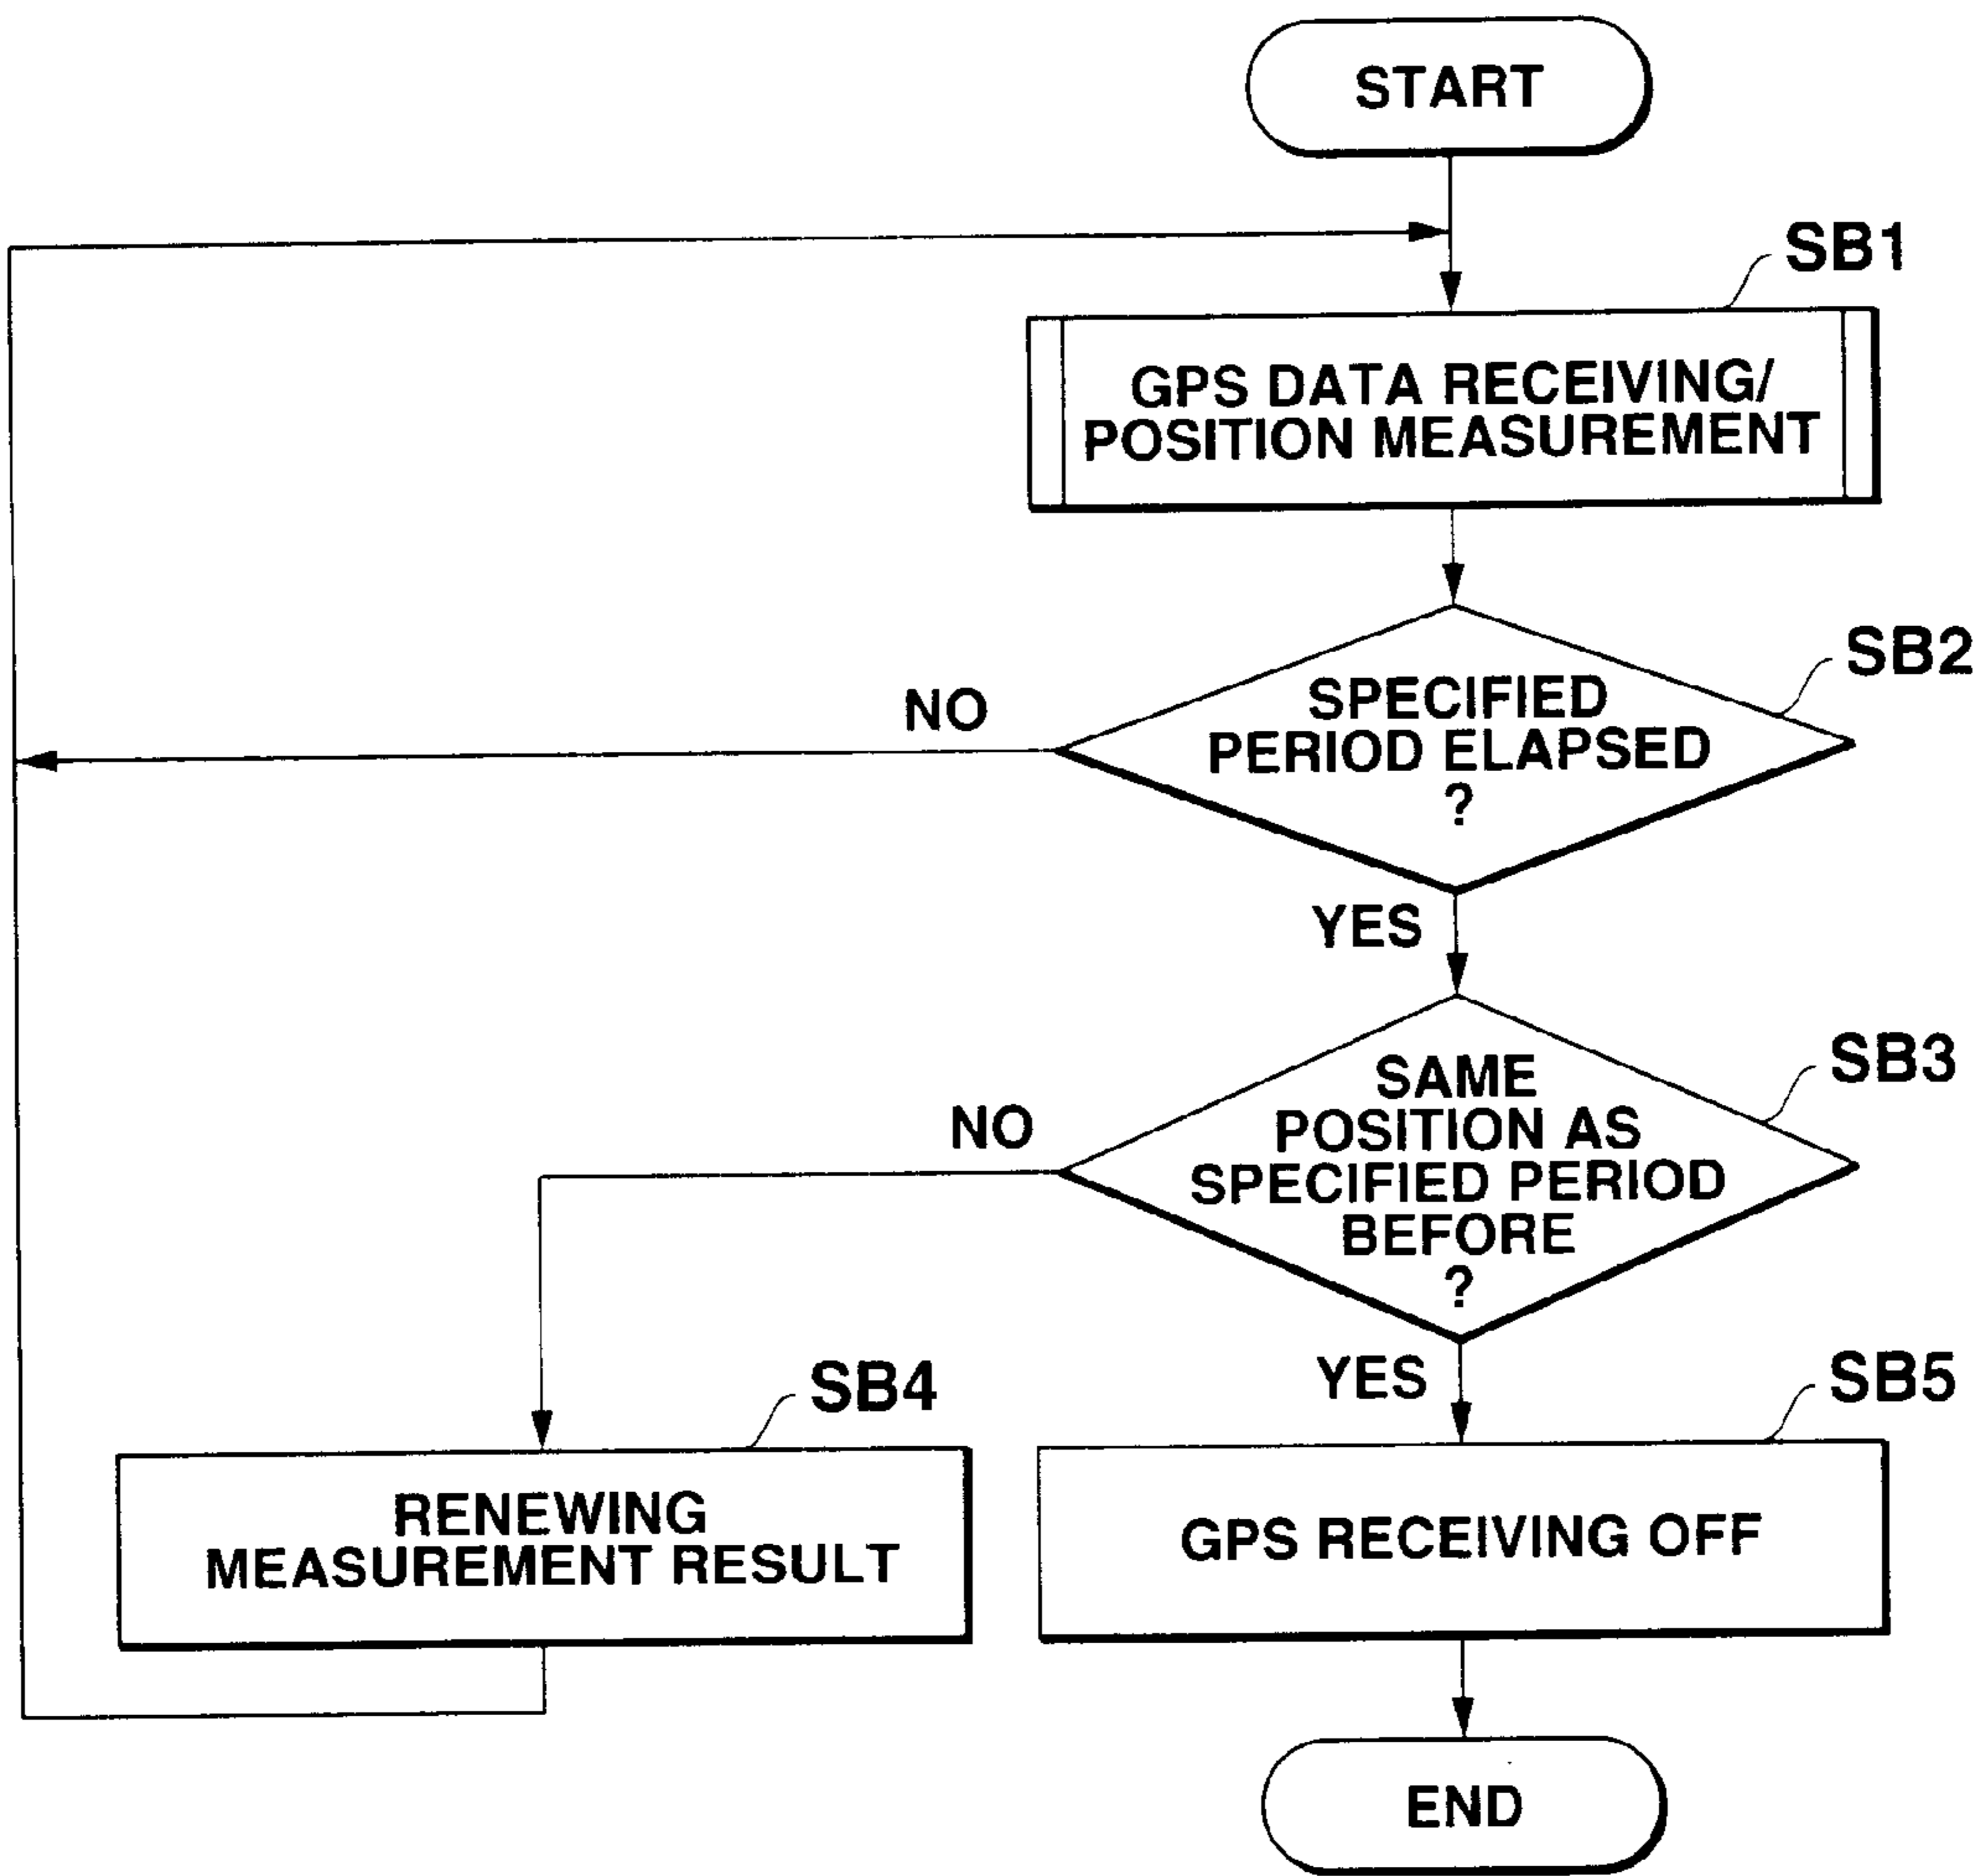 START
SB1
GPS DATA RECEIVING/
POSITION MEASUREMENT
SB2
SPECIFIED
PERIOD ELAPSED
?
NO
YES
SB3
SAME
POSITION AS
SPECIFIED PERIOD
BEFORE
?
NO
YES
SB4
RENEWING
MEASUREMENT RESULT
SB5
GPS RECEIVING OFF
END